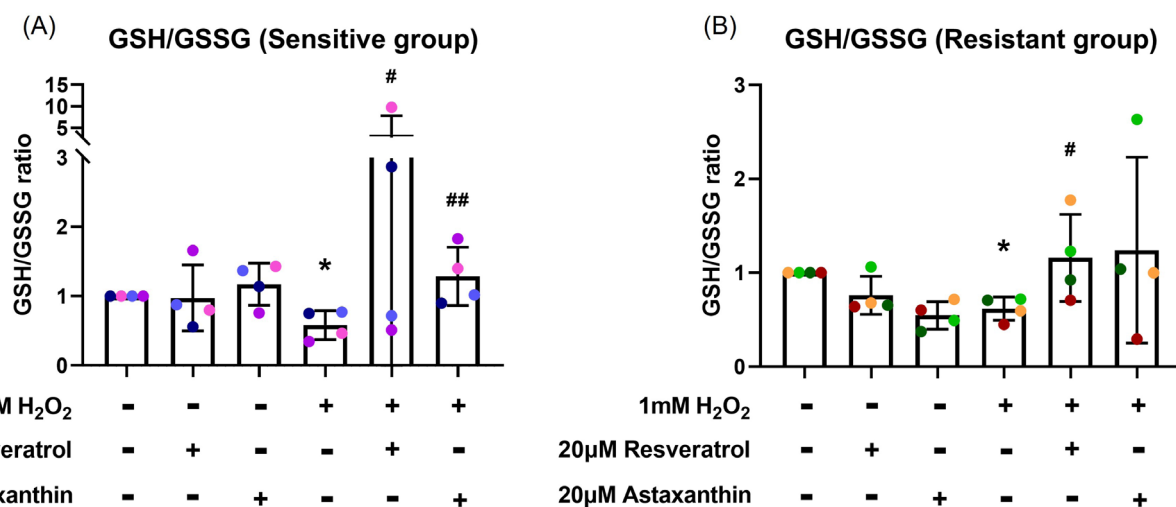 (A)
GSH/GSSG (Sensitive group)
GSH/GSSG ratio
15
10
5
3
2
1
0
#
*
##
M H₂O₂ - - - + + +
- + - - + -
- - + - - +
(B)
GSH/GSSG (Resistant group)
GSH/GSSG ratio
3
2
1
0
*
#
1mM H₂O₂ - - - + + +
20μM Resveratrol - + - - + -
20μM Astaxanthin - - + - - +